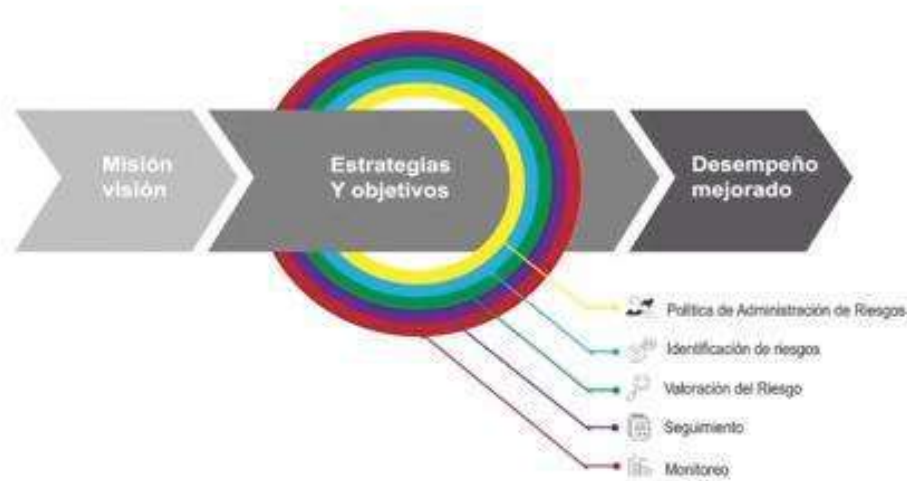 Misión
visión
Estrategias
Y objetivos
Desempeño
mejorado
Política de Administración de Riesgos
Identificación de riesgos
Valoración del Riesgo
Seguimiento
Monitoreo